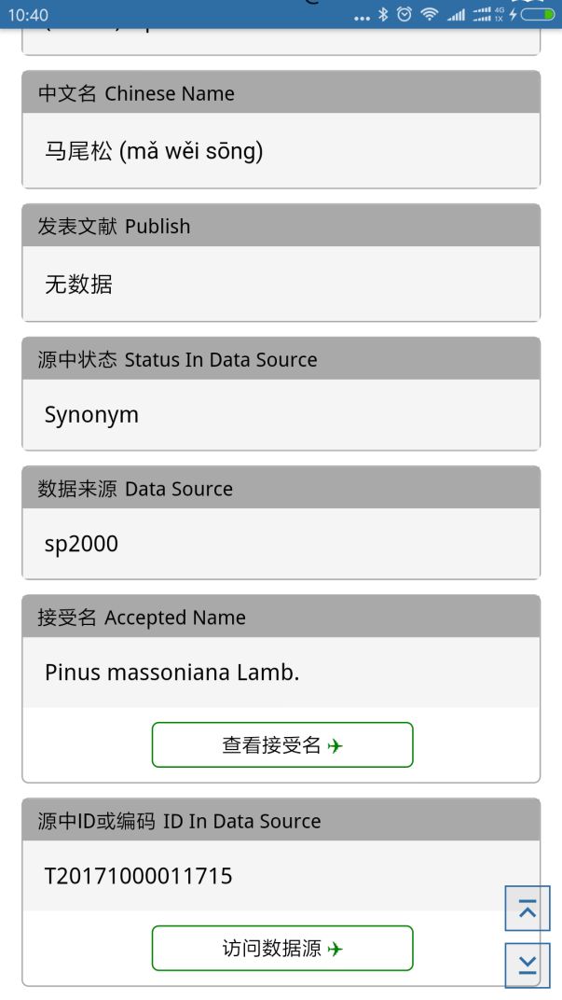 10:40
4G
1X
中文名 Chinese Name
马尾松 (mǎ wěi sōng)
发表文献 Publish
无数据
源中状态 Status In Data Source
Synonym
数据来源 Data Source
sp2000
接受名 Accepted Name
Pinus massoniana Lamb.
查看接受名
源中ID或编码 ID In Data Source
T20171000011715
访问数据源